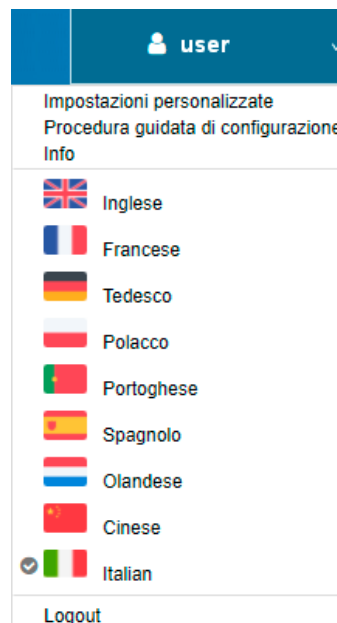 user
Impostazioni personalizzate
Procedura guidata di configurazione
Info
Inglese
Francese
Tedesco
Polacco
Portoghese
Spagnolo
Olandese
Cinese
Italian
Logout